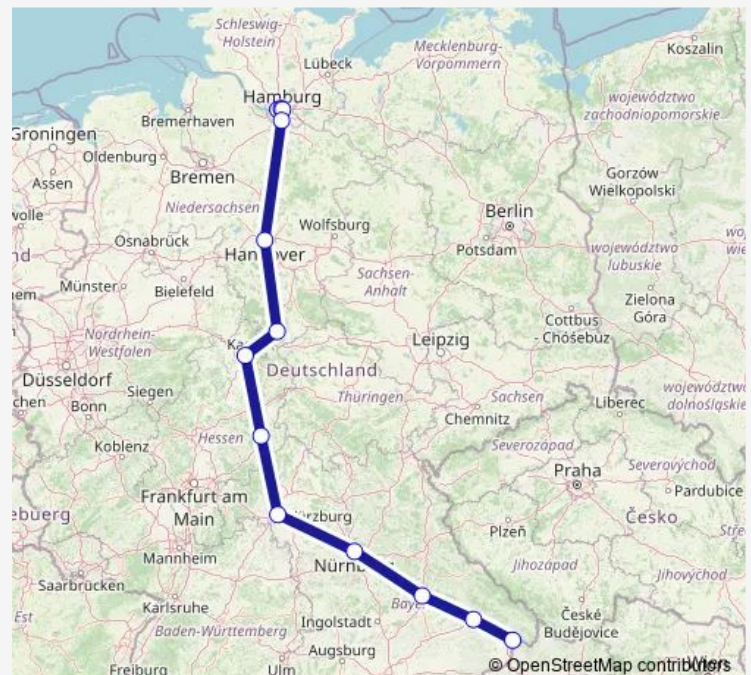 Schleswig-
Holstein
Mecklenburg-
Vorpommern
Koszalin
Lübeck
Hamburg
województwo
zachodniopomorskie
Bremerhaven
Groningen
Oldenburg
Bremen
Assen
Gorzów
Wielkopolski
Niedersachsen
Wolfsburg
Berlin
Osnabrück
Potsdam
województwo
lubuskie
Sachsen-
Anhalt
Münster
Bielefeld
Zielona
Góra
Nordrhein-
Westfalen
Leipzig
Cottbus
- Chóśebuz
Deutschland
Düsseldorf
Siegen
Thüringen
Sachsen
województwo
dolnośląskie
Bonn
Chemnitz
Liberec
Koblenz
Hessen
Severozápad
Praha
Severovýchod
Pardubice
Frankfurt am
Main
Česko
Plzeň
Mannheim
Jihozápad
Jihovýchod
Saarbrücken
Karlsruhe
Baden-Württemberg
Ingolstadt
České
Budějovice
Augsburg
Freiburg
Ulm
© OpenStreetMap contributors